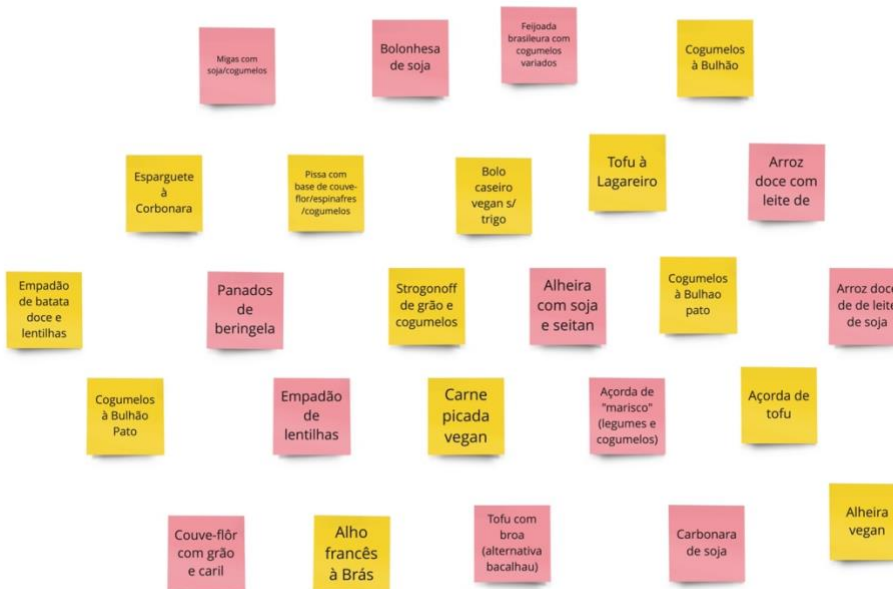 Migas com
soja/cogumelos
Bolonhesa
de soja
Feijoada
brasileura com
cogumelos
variados
Cogumelos
à Bulhão
Esparguete
à
Corbonara
Pissa com
base de couve-
flor/espinafres
/cogumelos
Bolo
caseiro
vegan s/
trigo
Tofu à
Lagareiro
Arroz
doce com
leite de
Empadão
de batata
doce e
lentilhas
Panados
de
beringela
Strogonoff
de grão e
cogumelos
Alheira
com soja
e seitan
Cogumelos
à Bulhao
pato
Arroz doce
de de leite
de soja
Cogumelos
à Bulhão
Pato
Empadão
de
lentilhas
Carne
picada
vegan
Açorda de
"marisco"
(legumes e
cogumelos)
Açorda de
tofu
Couve-flôr
com grão
e caril
Alho
francês
à Brás
Tofu com
broa
(alternativa
bacalhau)
Carbonara
de soja
Alheira
vegan